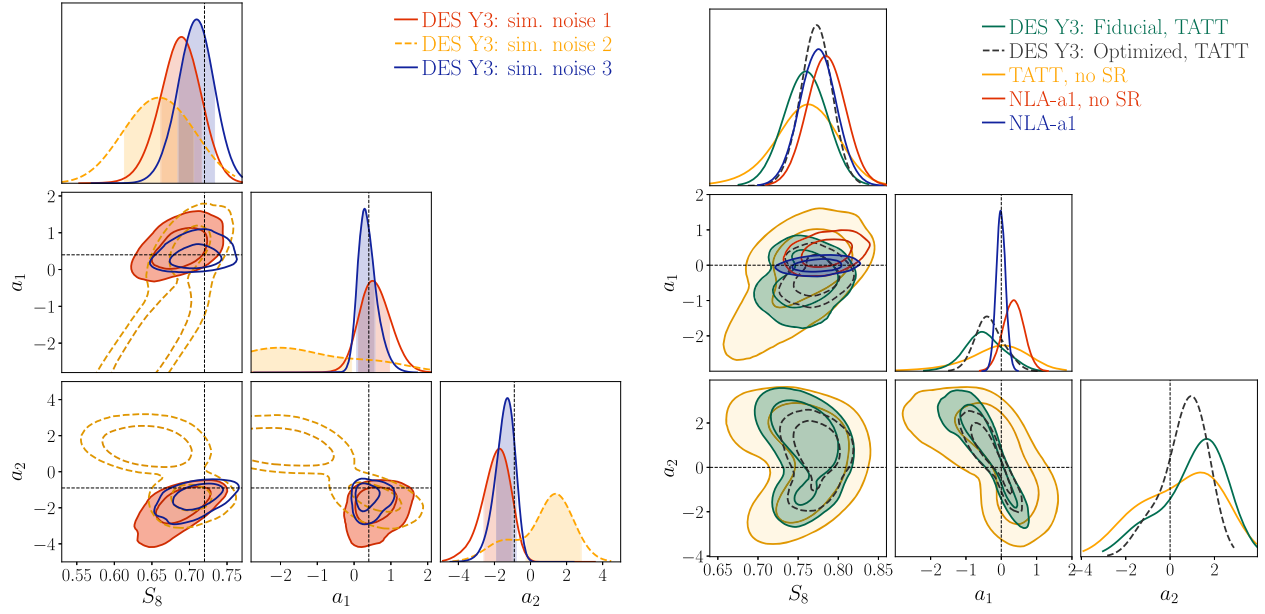 DES Y3: sim. noise 1
DES Y3: sim. noise 2
DES Y3: sim. noise 3
2
1
0
−1
−2
a₁
4
2
0
−2
−4
a₂
0.55 0.60 0.65 0.70 0.75
S₈
−2 −1 0 1 2
a₁
−4 −2 0 2 4
a₂
DES Y3: Fiducial, TATT
DES Y3: Optimized, TATT
TATT, no SR
NLA-a1, no SR
NLA-a1
2
1
0
−1
−2
a₁
2
0
−2
−4
a₂
0.65 0.70 0.75 0.80 0.85
S₈
−2 −1 0 1 2
a₁
−4 −2 0 2
a₂